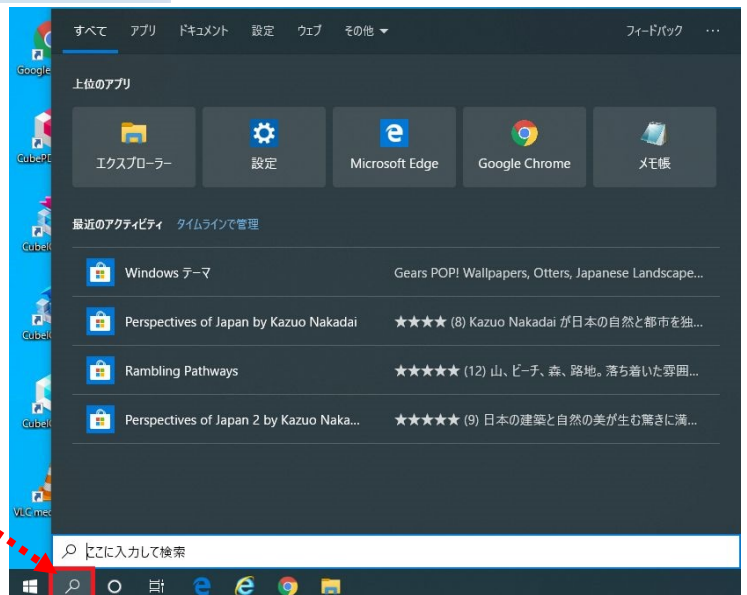 すべて アプリ ドキュメント 設定 ウェブ その他 フィードバック ...
上位のアプリ
エクスプローラー 設定 Microsoft Edge Google Chrome メモ帳
最近のアクティビティ タイムラインで管理
Windows テーマ Gears POP! Wallpapers, Otters, Japanese Landscape...
Perspectives of Japan by Kazuo Nakadai ★★★★ (8) Kazuo Nakadai が日本の自然と都市を独...
Rambling Pathways ★★★★★ (12) 山、ビーチ、森、路地。落ち着いた雰囲...
Perspectives of Japan 2 by Kazuo Naka... ★★★★★ (9) 日本の建築と自然の美が生む驚きに満...
ここに入力して検索
Google
CubePD
CubeI
CubeI
CubeI
VLC med